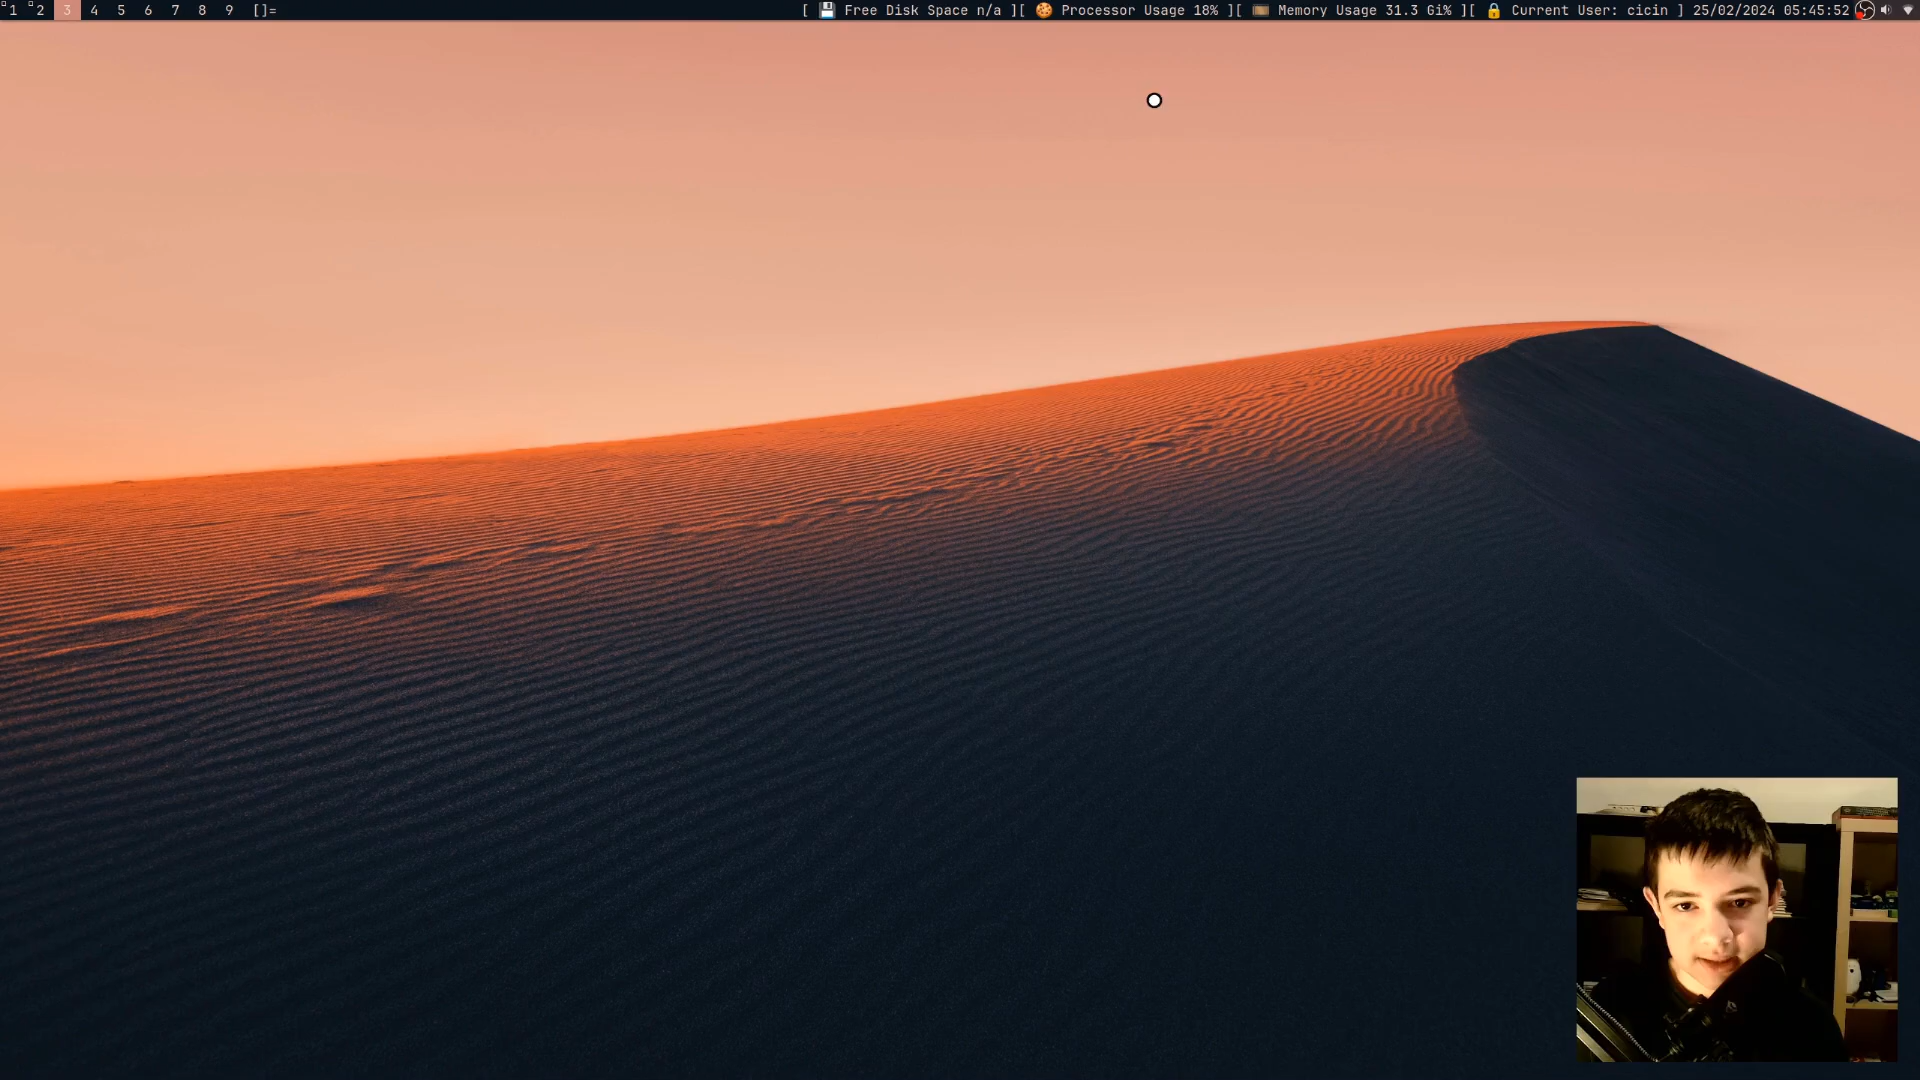 1 2 3 4 5 6 7 8 9 []= [ 💾 Free Disk Space n/a ][ 🍪 Processor Usage 18% ][ Memory Usage 31.3 Gi% ][ 🔒 Current User: cicin ] 25/02/2024 05:45:52